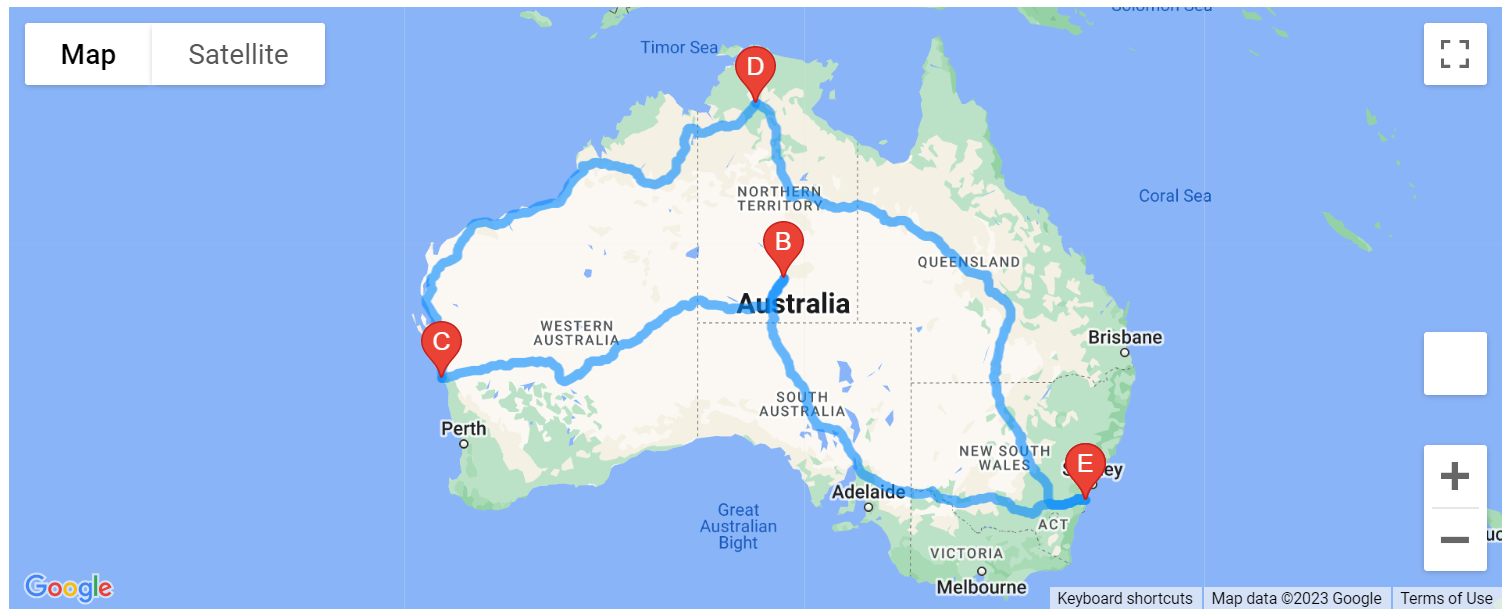 Solomon Sea
Map
Satellite
Timor Sea
D
Coral Sea
NORTHERN
TERRITORY
B
QUEENSLAND
Australia
WESTERN
AUSTRALIA
C
Brisbane
SOUTH
AUSTRALIA
Perth
NEW SOUTH
WALES
E
Adelaide
Great
Australian
Bight
ACT
VICTORIA
Melbourne
Google
Keyboard shortcuts
Map data ©2023 Google
Terms of Use